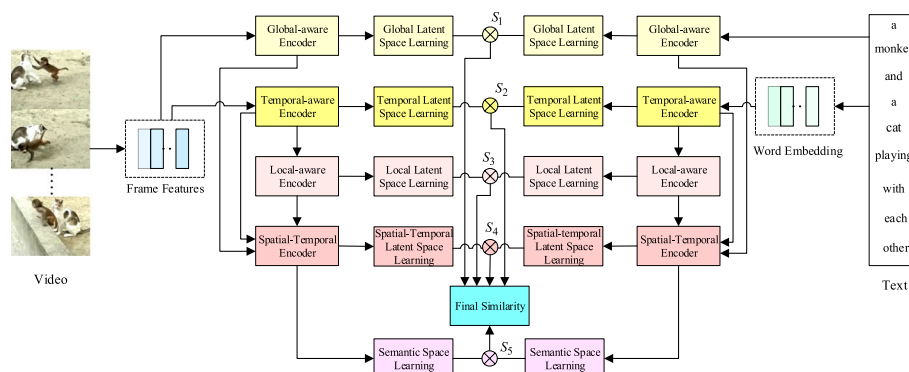 Global-aware
Encoder
Global Latent
Space Learning
S1
Global Latent
Space Learning
Global-aware
Encoder
a
monkey
and
a
cat
playing
with
each
other
Text
Temporal-aware
Encoder
Temporal Latent
Space Learning
S2
Temporal Latent
Space Learning
Temporal-aware
Encoder
Word Embedding
Frame Features
Local-aware
Encoder
Local Latent
Space Learning
S3
Local Latent
Space Learning
Local-aware
Encoder
Spatial-Temporal
Encoder
Spatial-Temporal
Latent Space
Learning
S4
Spatial-temporal
Latent Space
Learning
Spatial-Temporal
Encoder
Video
Final Similarity
Semantic Space
Learning
S5
Semantic Space
Learning